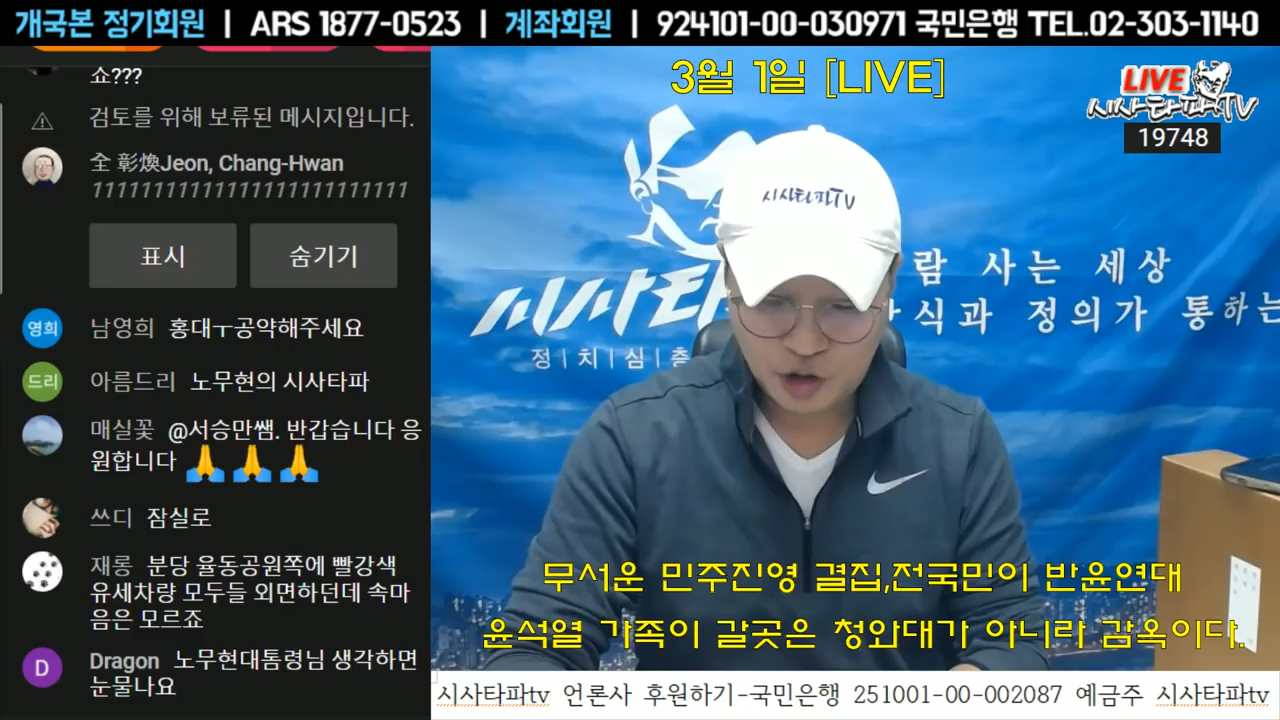 개국본 정기회원 | ARS 1877-0523 | 계좌회원 | 924101-00-030971 국민은행 TEL.02-303-1140
쇼???
검토를 위해 보류된 메시지입니다.
全 彰煥Jeon, Chang-Hwan
11111111111111111111111111
표시 숨기기
영희 남영희 홍대ㅜ공약해주세요
드리 아름드리 노무현의 시사타파
매실꽃 @서승만쌤. 반갑습니다 응
원합니다 🙏 🙏 🙏
쓰디 잠실로
재롱 분당 율동공원쪽에 빨강색
유세차량 모두들 외면하던데 속마
음은 모르죠
D Dragon 노무현대톰령님 생각하면
눈물나요
3월 1일 [LIVE]
LIVE
시사타파TV
19748
시사타파TV
람 사는 세상
식과 정의가 통하는
시사타
정|치|심|층
무서운 민주진영 결집,전국민이 반윤연대
윤석열 가족이 갈곳은 청와대가 아니라 감옥이다.
시사타파tv 언론사 후원하기-국민은행 251001-00-002087 예금주 시사타파tv